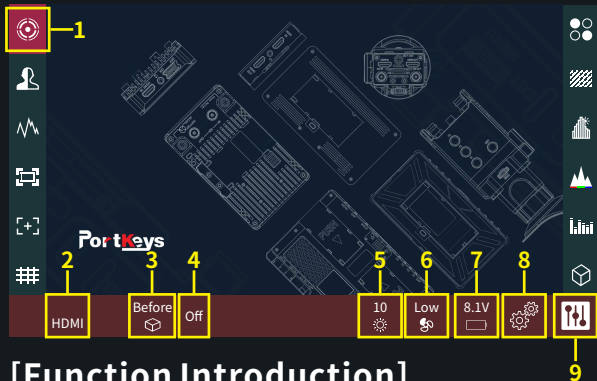 1
PortKeys
2
3
4
5
6
7
8
HDMI
Before
Off
10
Low
8.1V
9
[Function Introduction]